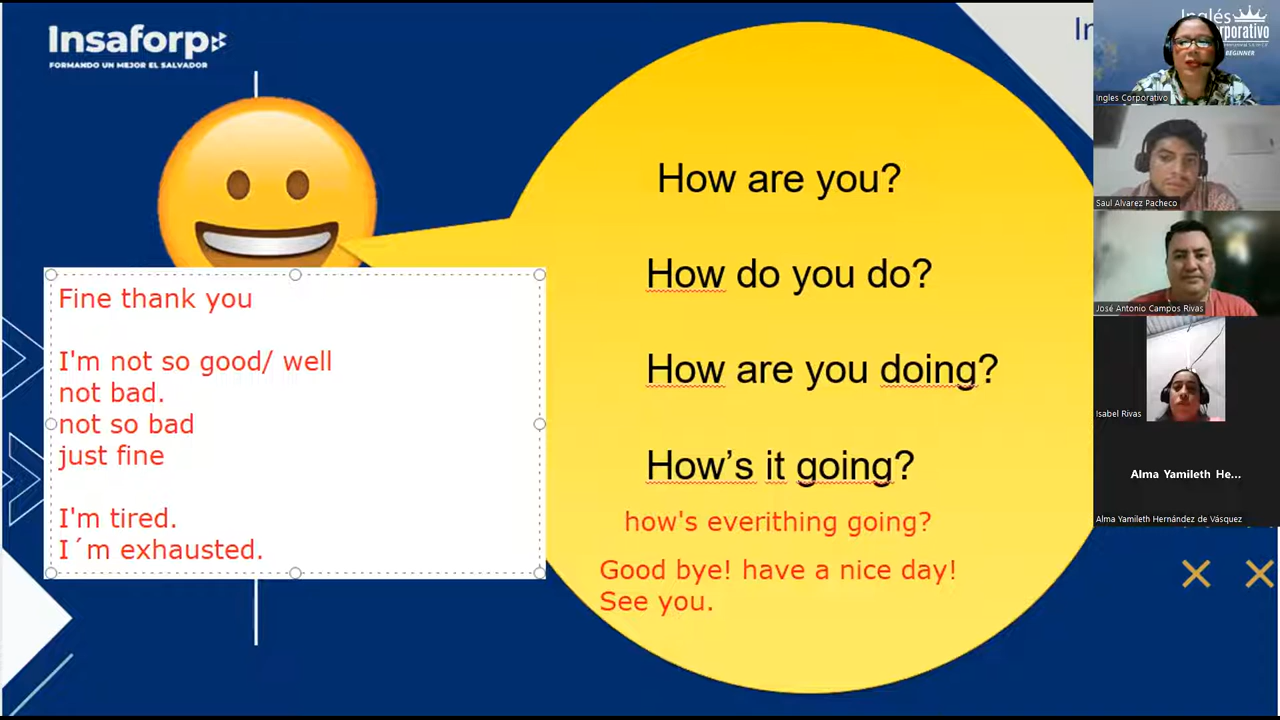 Insaforp
FORMANDO UN MEJOR EL SALVADOR
How are you?
How do you do?
How are you doing?
How's it going?
how's everithing going?
Good bye! have a nice day!
See you.
Fine thank you
I'm not so good/ well
not bad.
not so bad
just fine
I'm tired.
I´m exhausted.
In
Inglés
Corporativo
BEGINNER
Ingles Corporativo
Saul Alvarez Pacheco
José Antonio Campos Rivas
Isabel Rivas
Alma Yamileth He...
Alma Yamileth Hernández de Vásquez